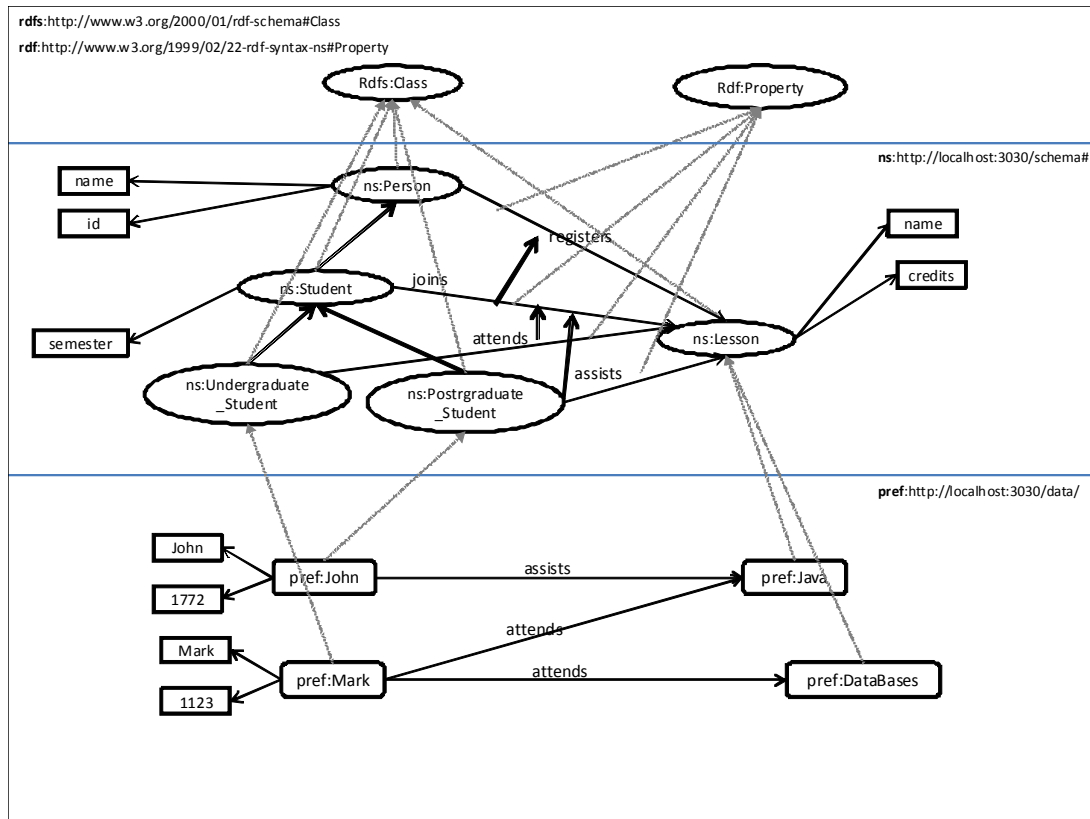 rdfs:http://www.w3.org/2000/01/rdf-schema#Class
rdf:http://www.w3.org/1999/02/22-rdf-syntax-ns#Property
Rdfs:Class
Rdf:Property
ns:http://localhost:3030/schema#
name
ns:Person
id
name
registers
credits
joins
ns:Student
semester
attends
ns:Lesson
assists
ns:Undergraduate
_Student
ns:Postrgraduate
_Student
pref:http://localhost:3030/data/
John
assists
pref:John
pref:Java
1772
attends
Mark
attends
pref:Mark
pref:DataBases
1123